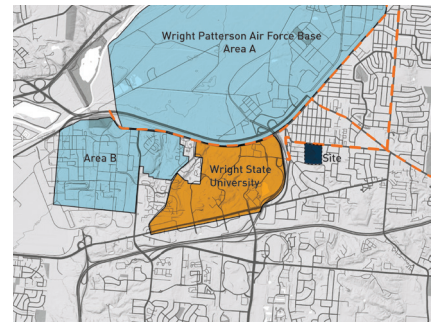 Wright Patterson Air Force Base
Area A
Area B
Wright State
University
Site